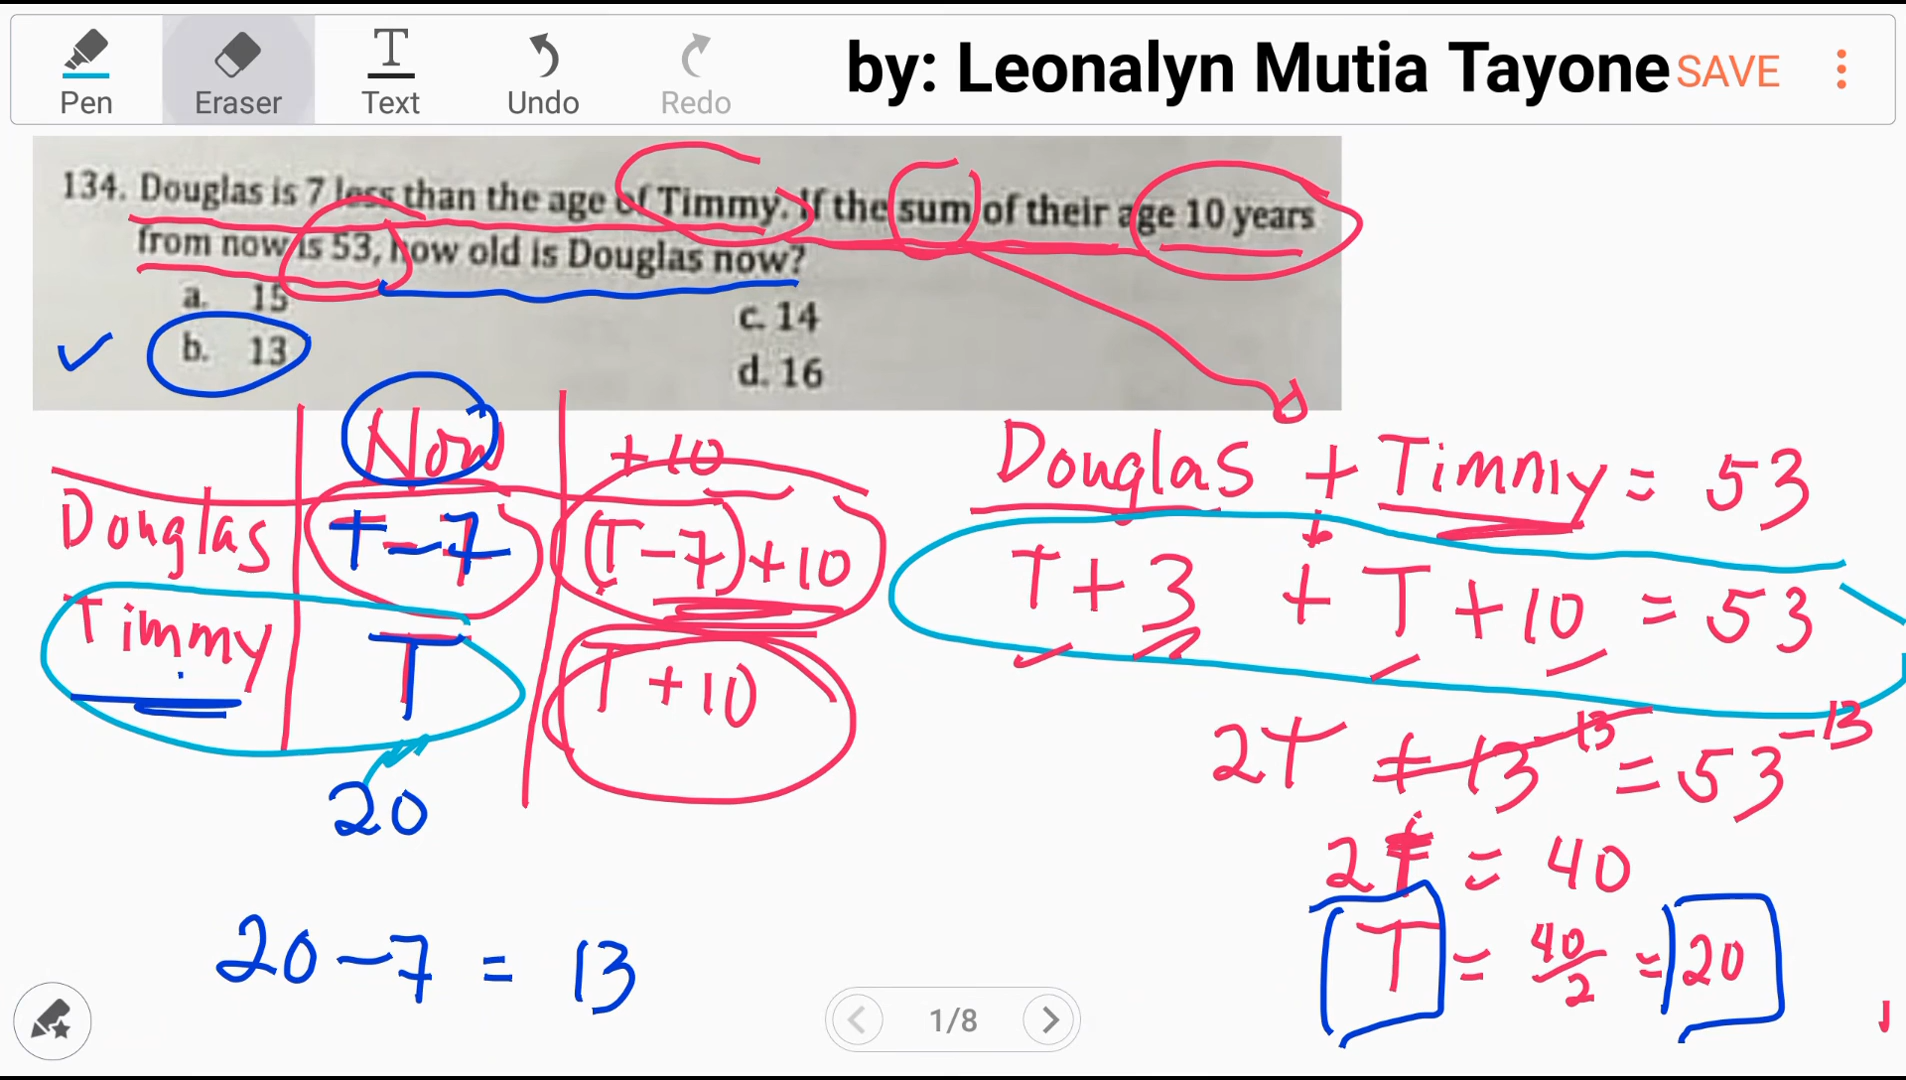 Pen Eraser Text Undo Redo by: Leonalyn Mutia Tayone SAVE
134. Douglas is 7 less than the age of Timmy. If the sum of their age 10 years
from now is 53, how old is Douglas now?
a. 15
b. 13
c. 14
d. 16
Now +10
Douglas T-7 (T-7)+10
Timmy T T+10
20
20-7 = 13
Douglas + Timmy = 53
T+3 + T+10 = 53
2T + 13 -13 = 53 -13
2T = 40
T = 40/2 = 20
1/8